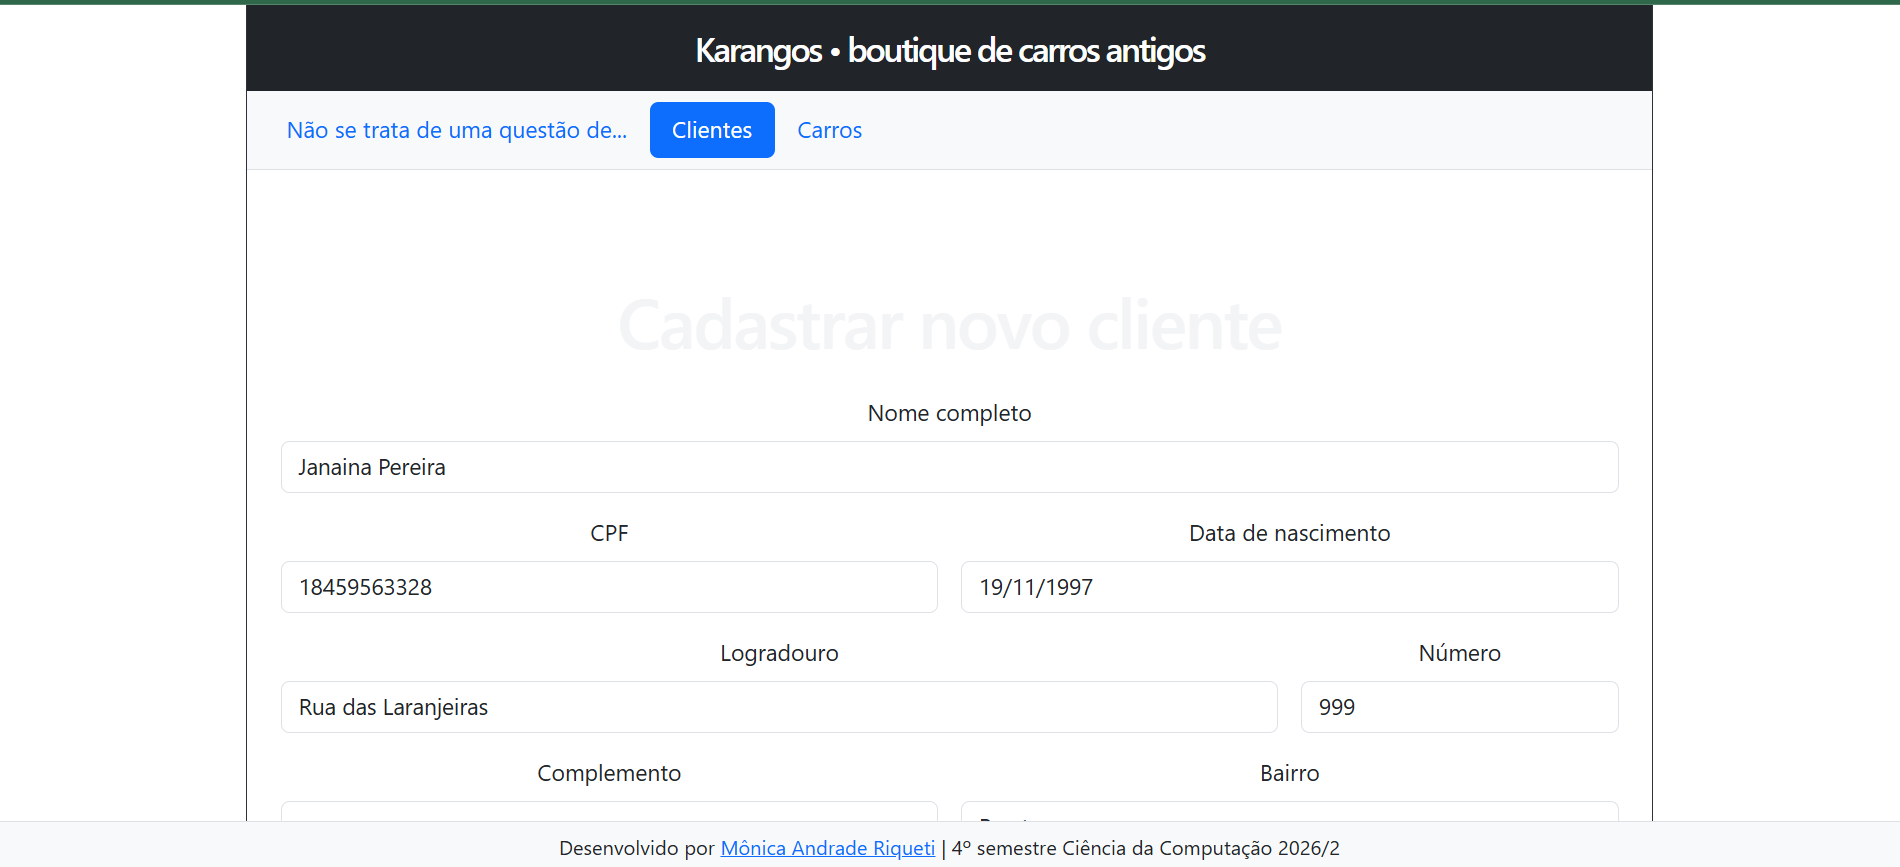 Karangos • boutique de carros antigos
Não se trata de uma questão de... Clientes Carros
Cadastrar novo cliente
Nome completo
Janaina Pereira
CPF Data de nascimento
18459563328 19/11/1997
Logradouro Número
Rua das Laranjeiras 999
Complemento Bairro
Desenvolvido por Mônica Andrade Riqueti | 4º semestre Ciência da Computação 2026/2